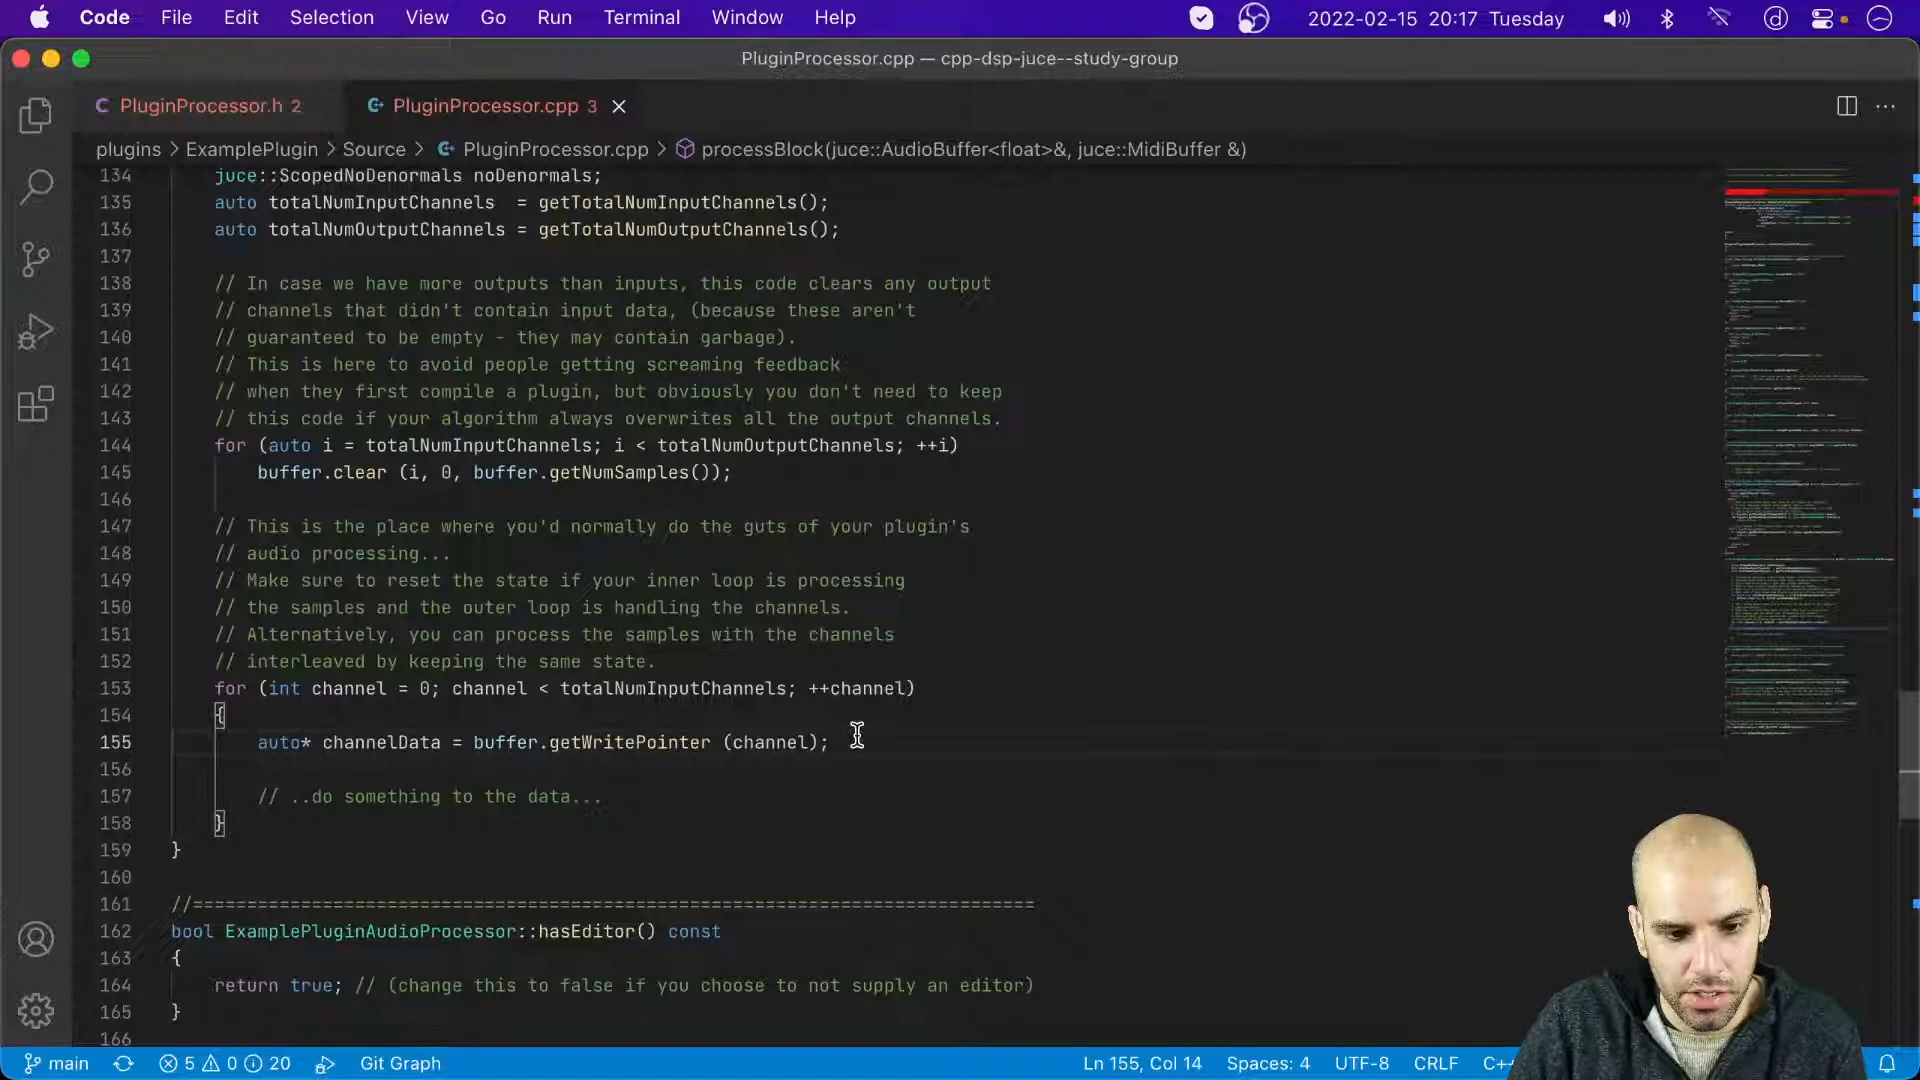 Code File Edit Selection View Go Run Terminal Window Help 2022-02-15 20:17 Tuesday
PluginProcessor.cpp — cpp-dsp-juce--study-group
PluginProcessor.h 2 PluginProcessor.cpp 3
plugins > ExamplePlugin > Source > PluginProcessor.cpp > processBlock(juce::AudioBuffer<float>&, juce::MidiBuffer &)
134 juce::ScopedNoDenormals noDenormals;
135 auto totalNumInputChannels  = getTotalNumInputChannels();
136 auto totalNumOutputChannels = getTotalNumOutputChannels();
137
138 // In case we have more outputs than inputs, this code clears any output
139 // channels that didn't contain input data, (because these aren't
140 // guaranteed to be empty - they may contain garbage).
141 // This is here to avoid people getting screaming feedback
142 // when they first compile a plugin, but obviously you don't need to keep
143 // this code if your algorithm always overwrites all the output channels.
144 for (auto i = totalNumInputChannels; i < totalNumOutputChannels; ++i)
145 buffer.clear (i, 0, buffer.getNumSamples());
146
147 // This is the place where you'd normally do the guts of your plugin's
148 // audio processing...
149 // Make sure to reset the state if your inner loop is processing
150 // the samples and the outer loop is handling the channels.
151 // Alternatively, you can process the samples with the channels
152 // interleaved by keeping the same state.
153 for (int channel = 0; channel < totalNumInputChannels; ++channel)
154 {
155 auto* channelData = buffer.getWritePointer (channel);
156
157 // ..do something to the data...
158 }
159 }
160
161 //==============================================================================
162 bool ExamplePluginAudioProcessor::hasEditor() const
163 {
164 return true; // (change this to false if you choose to not supply an editor)
165 }
166
main 5 0 20 Git Graph Ln 155, Col 14 Spaces: 4 UTF-8 CRLF C++